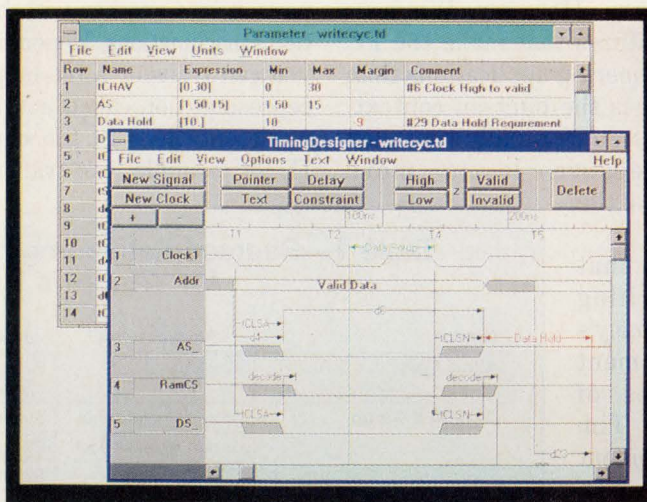 Parameter - writecyc.td
File Edit View Units Window
Row Name Expression Min Max Margin Comment
1 tCHAV [0,30] 0 30 #6 Clock High to valid
2 AS [1.50,15] 1.50 15
3 Data Hold [10,] 10 9 #29 Data Hold Requirement
4 D
5
6
7
8
9
10
11
12
13
14
TimingDesigner - writecyc.td
File Edit View Options Text Window Help
New Signal Pointer Delay High Z Valid Delete
New Clock Text Constraint Low Invalid
+ -
180ns 200ns
T1 T2 T4 T5
1 Clock1
2 Addr Valid Data
tCLSA
tCLSN Data Hold
3 AS_
decode decode
4 RamCS
tCLSA tCLSN
5 DS_